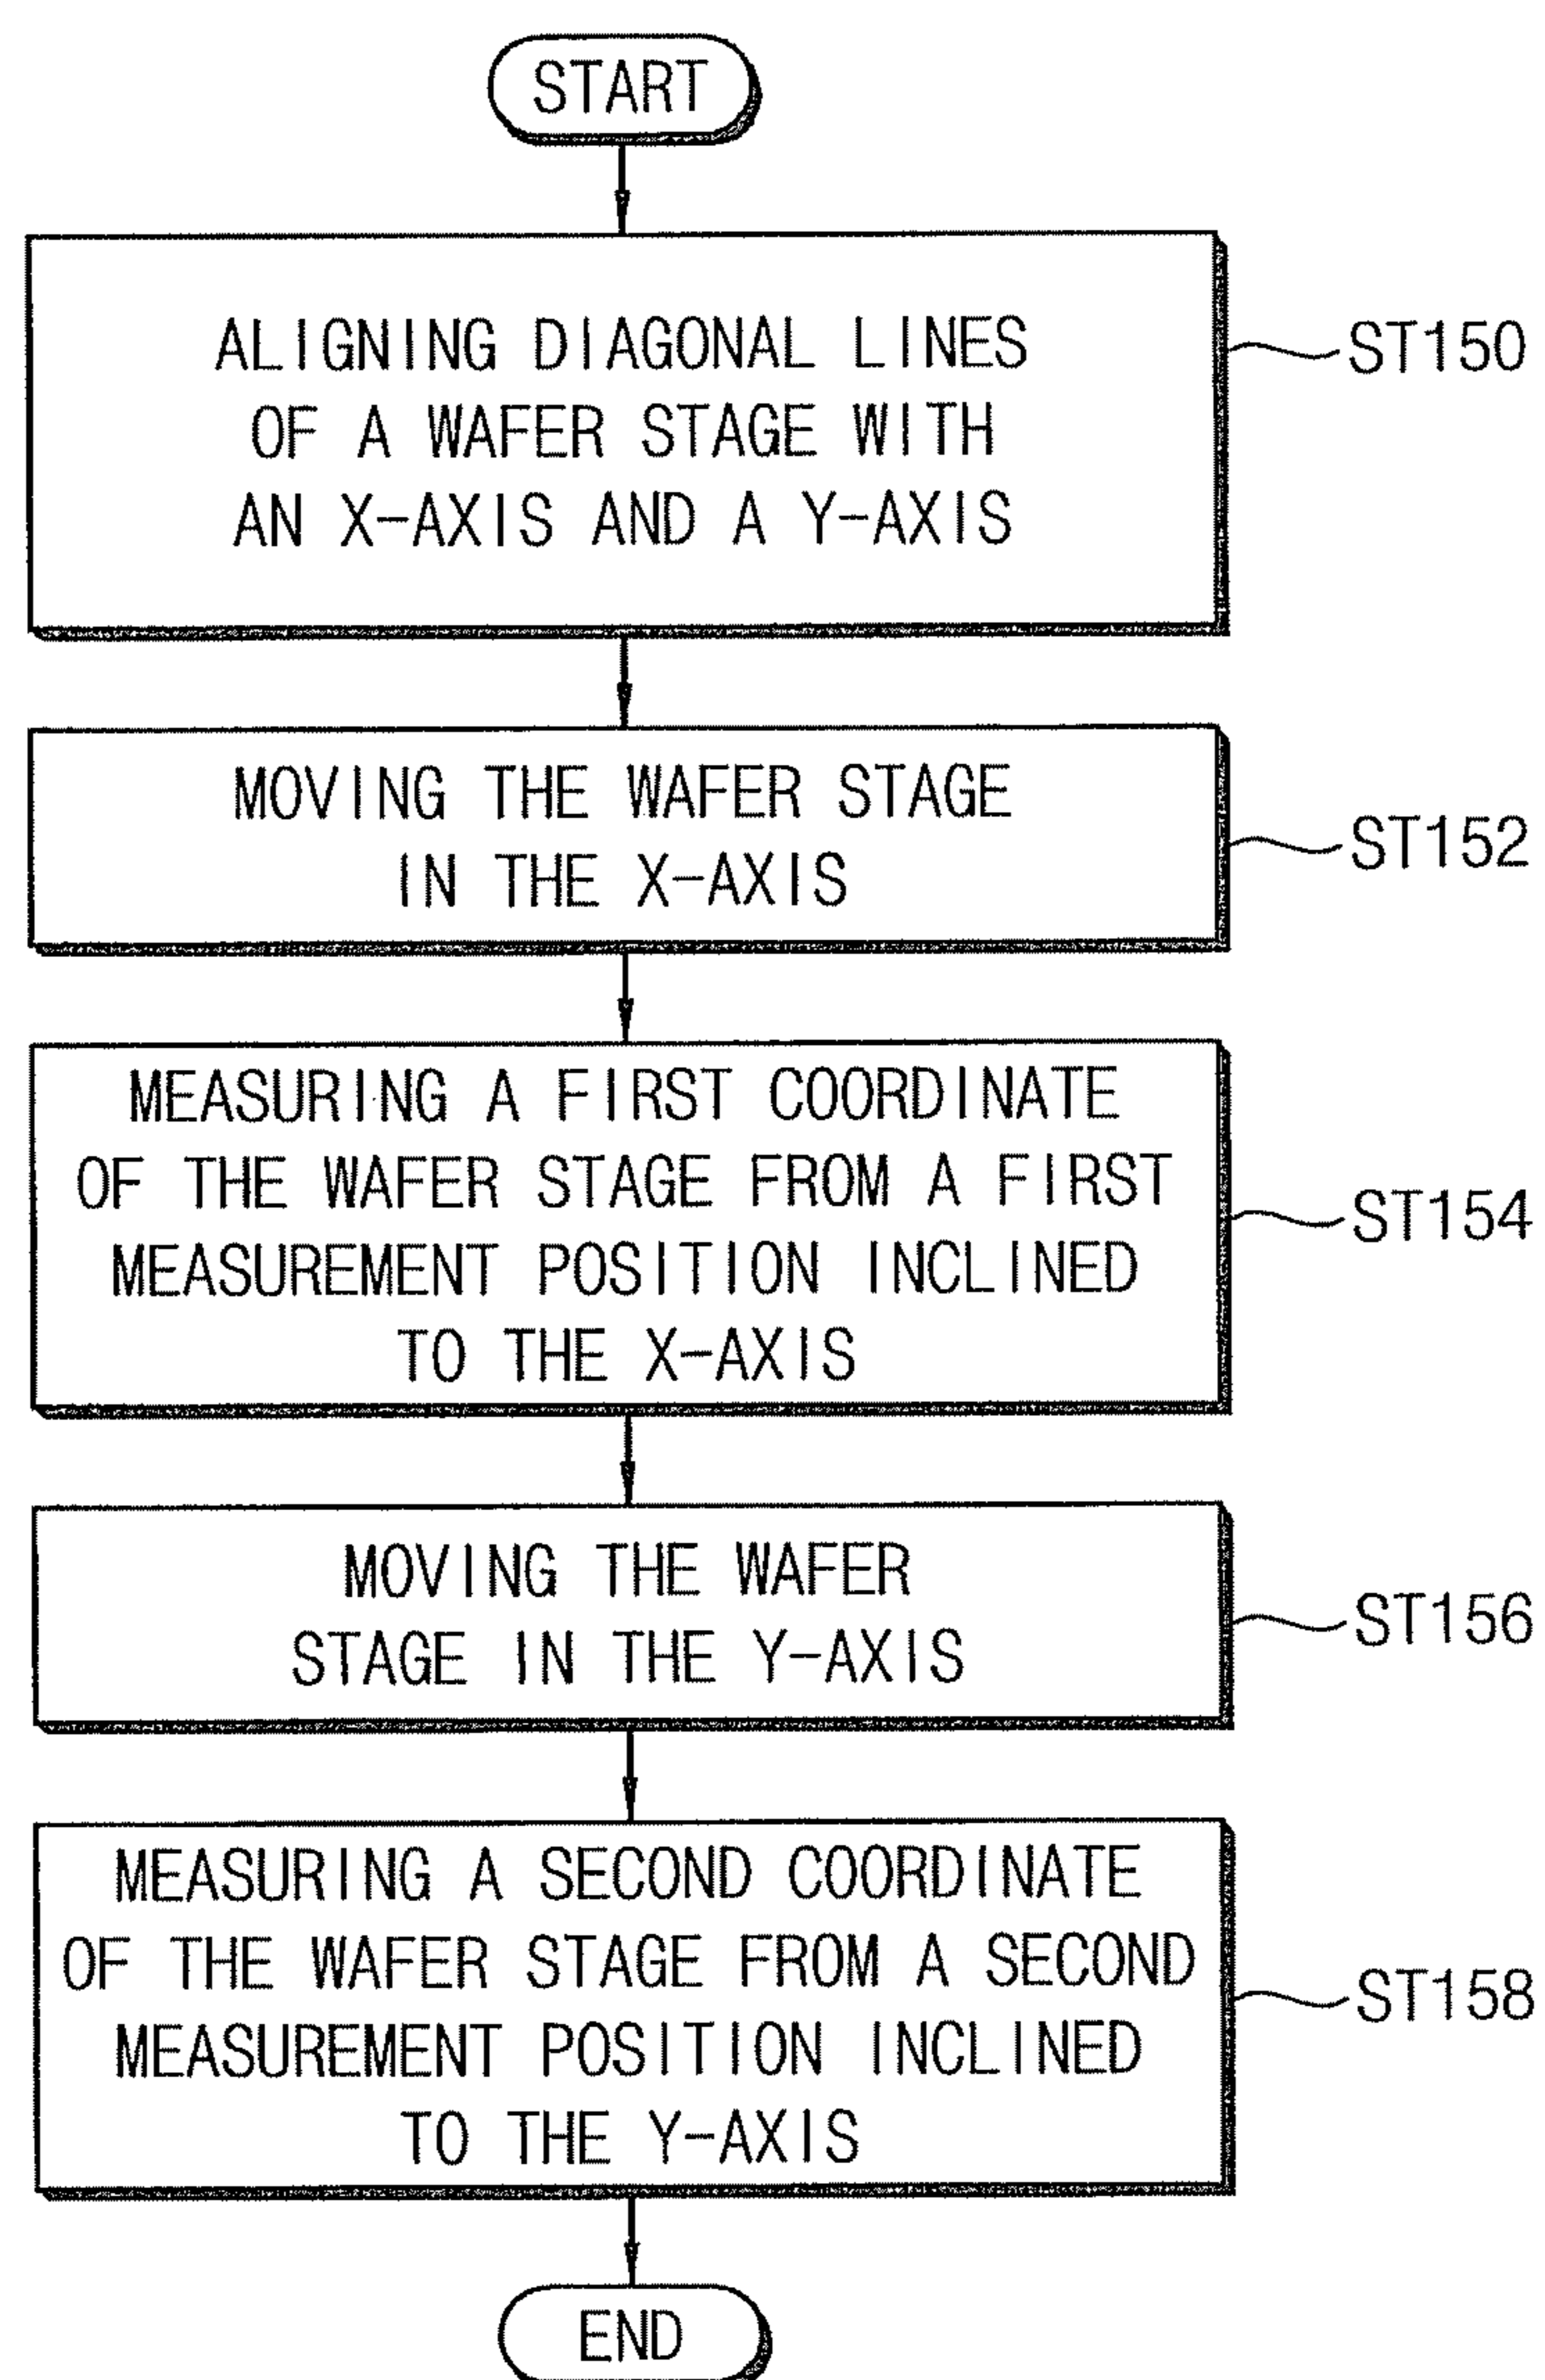 START
ALIGNING DIAGONAL LINES
OF A WAFER STAGE WITH
AN X-AXIS AND A Y-AXIS
ST150
MOVING THE WAFER STAGE
IN THE X-AXIS
ST152
MEASURING A FIRST COORDINATE
OF THE WAFER STAGE FROM A FIRST
MEASUREMENT POSITION INCLINED
TO THE X-AXIS
ST154
MOVING THE WAFER
STAGE IN THE Y-AXIS
ST156
MEASURING A SECOND COORDINATE
OF THE WAFER STAGE FROM A SECOND
MEASUREMENT POSITION INCLINED
TO THE Y-AXIS
ST158
END